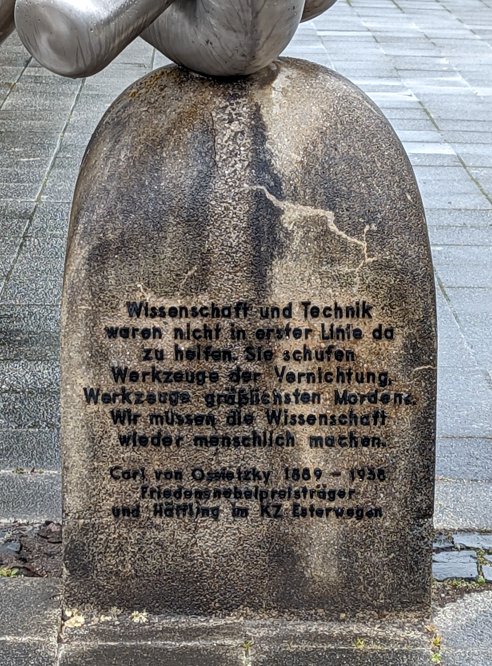 Wissenschaft und Technik
waren nicht in erster Linie da
zu helfen. Sie schufen
Werkzeuge der Vernichtung,
Werkzeuge gräßlichsten Mordens.
Wir müssen die Wissenschaft
wieder menschlich machen.
Carl von Ossietzky 1889 – 1938
Friedensnobelpreisträger
und Häftling im KZ Esterwegen